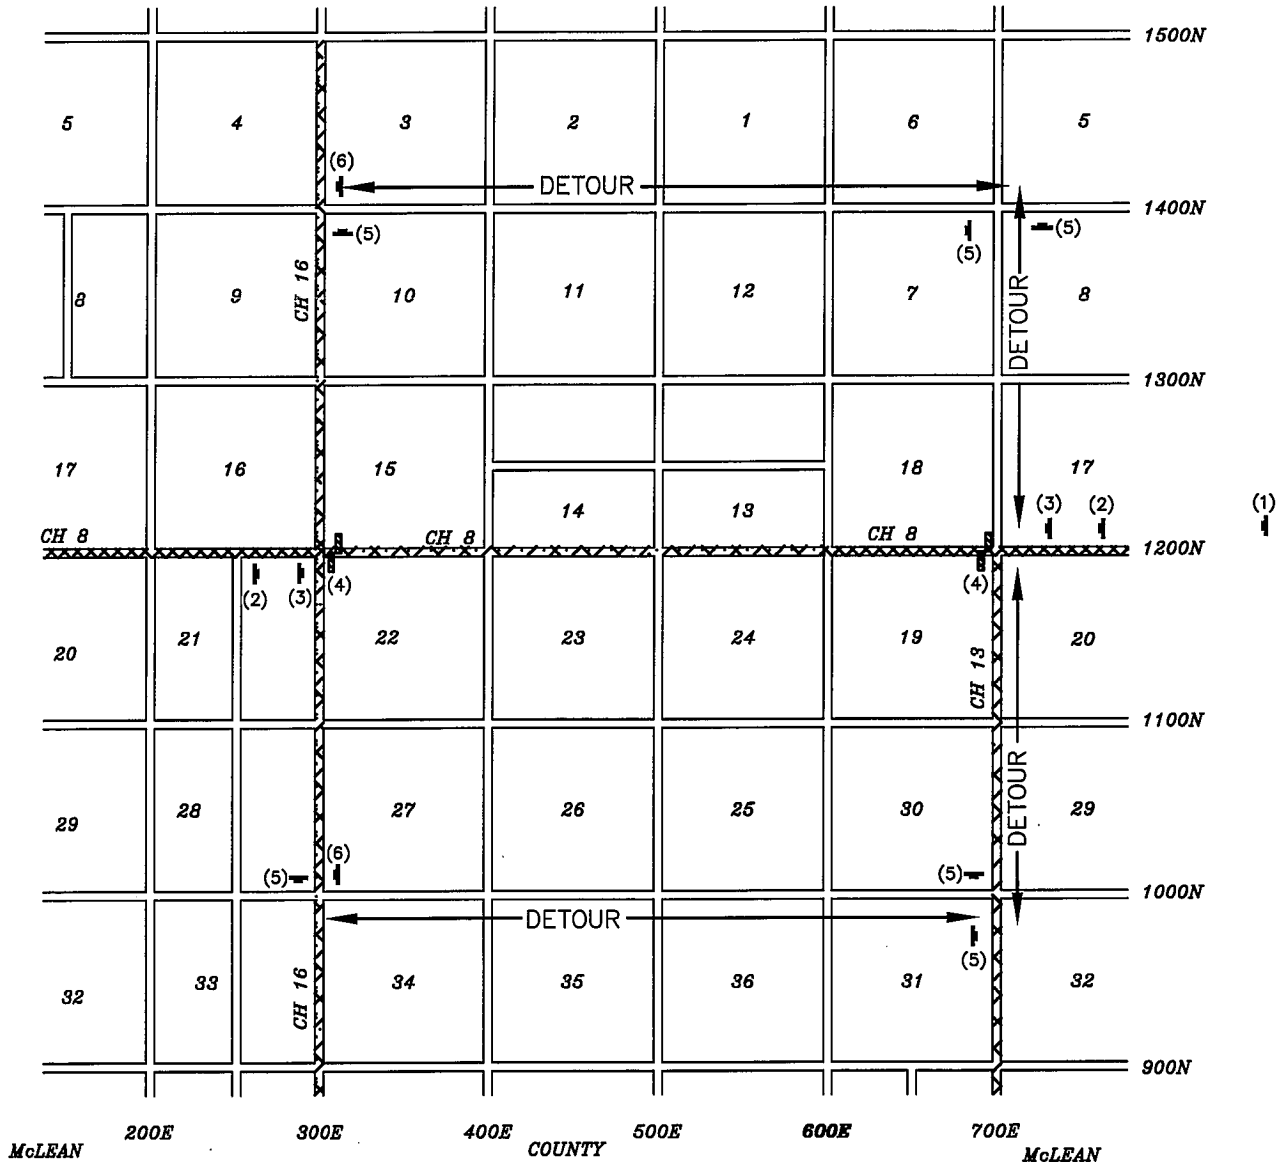 1500N
5 4 3 2 1 6 5
(6)
DETOUR
1400N
(5) (5) (5)
CH 16
DETOUR
8 9 10 11 12 7 8
1300N
17 16 15 18 17
14 13
(3) (2) (1)
CH 8 CH 8 CH 8
1200N
(2) (3) (4) (4)
20 21 22 23 24 19 20
CH 13
1100N
DETOUR
29 28 27 26 25 30 29
(6)
(5) (5)
1000N
DETOUR
(5)
32 33 34 35 36 31 32
CH 16
900N
200E 300E 400E 500E 600E 700E
McLEAN COUNTY McLEAN